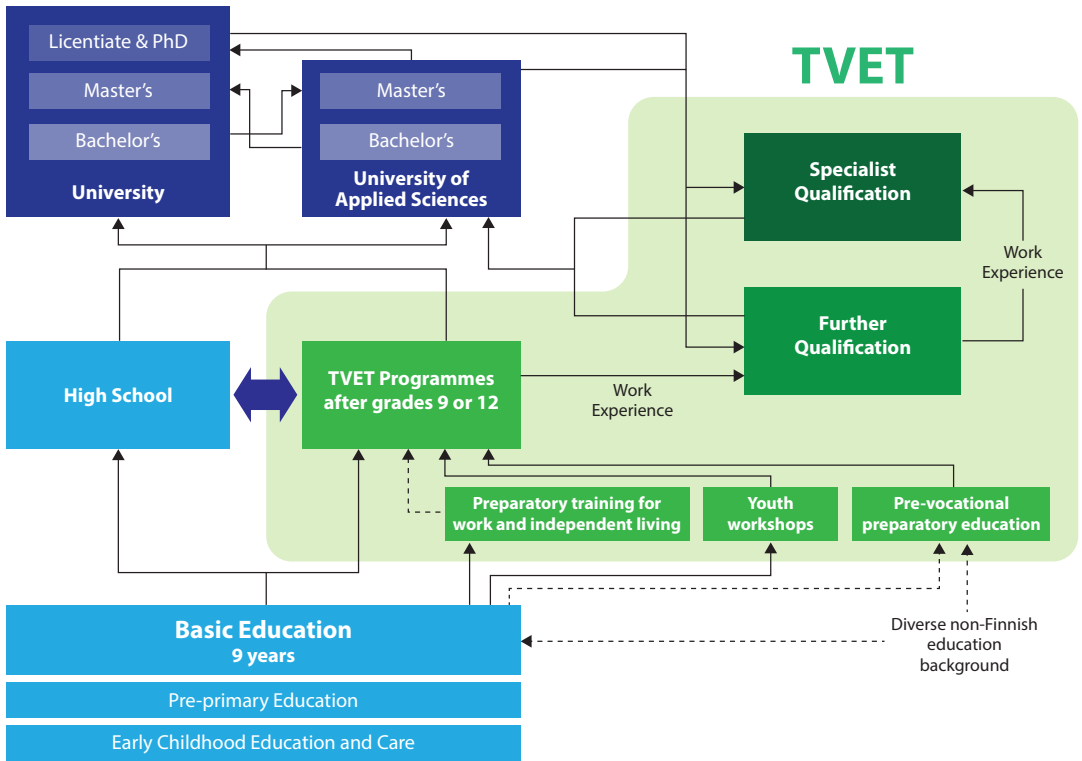 Licentiate & PhD
Master's
Bachelor's
University
Master's
Bachelor's
University of
Applied Sciences
TVET
Specialist
Qualification
Work
Experience
Further
Qualification
High School
TVET Programmes
after grades 9 or 12
Work
Experience
Preparatory training for
work and independent living
Youth
workshops
Pre-vocational
preparatory education
Basic Education
9 years
Diverse non-Finnish
education
background
Pre-primary Education
Early Childhood Education and Care